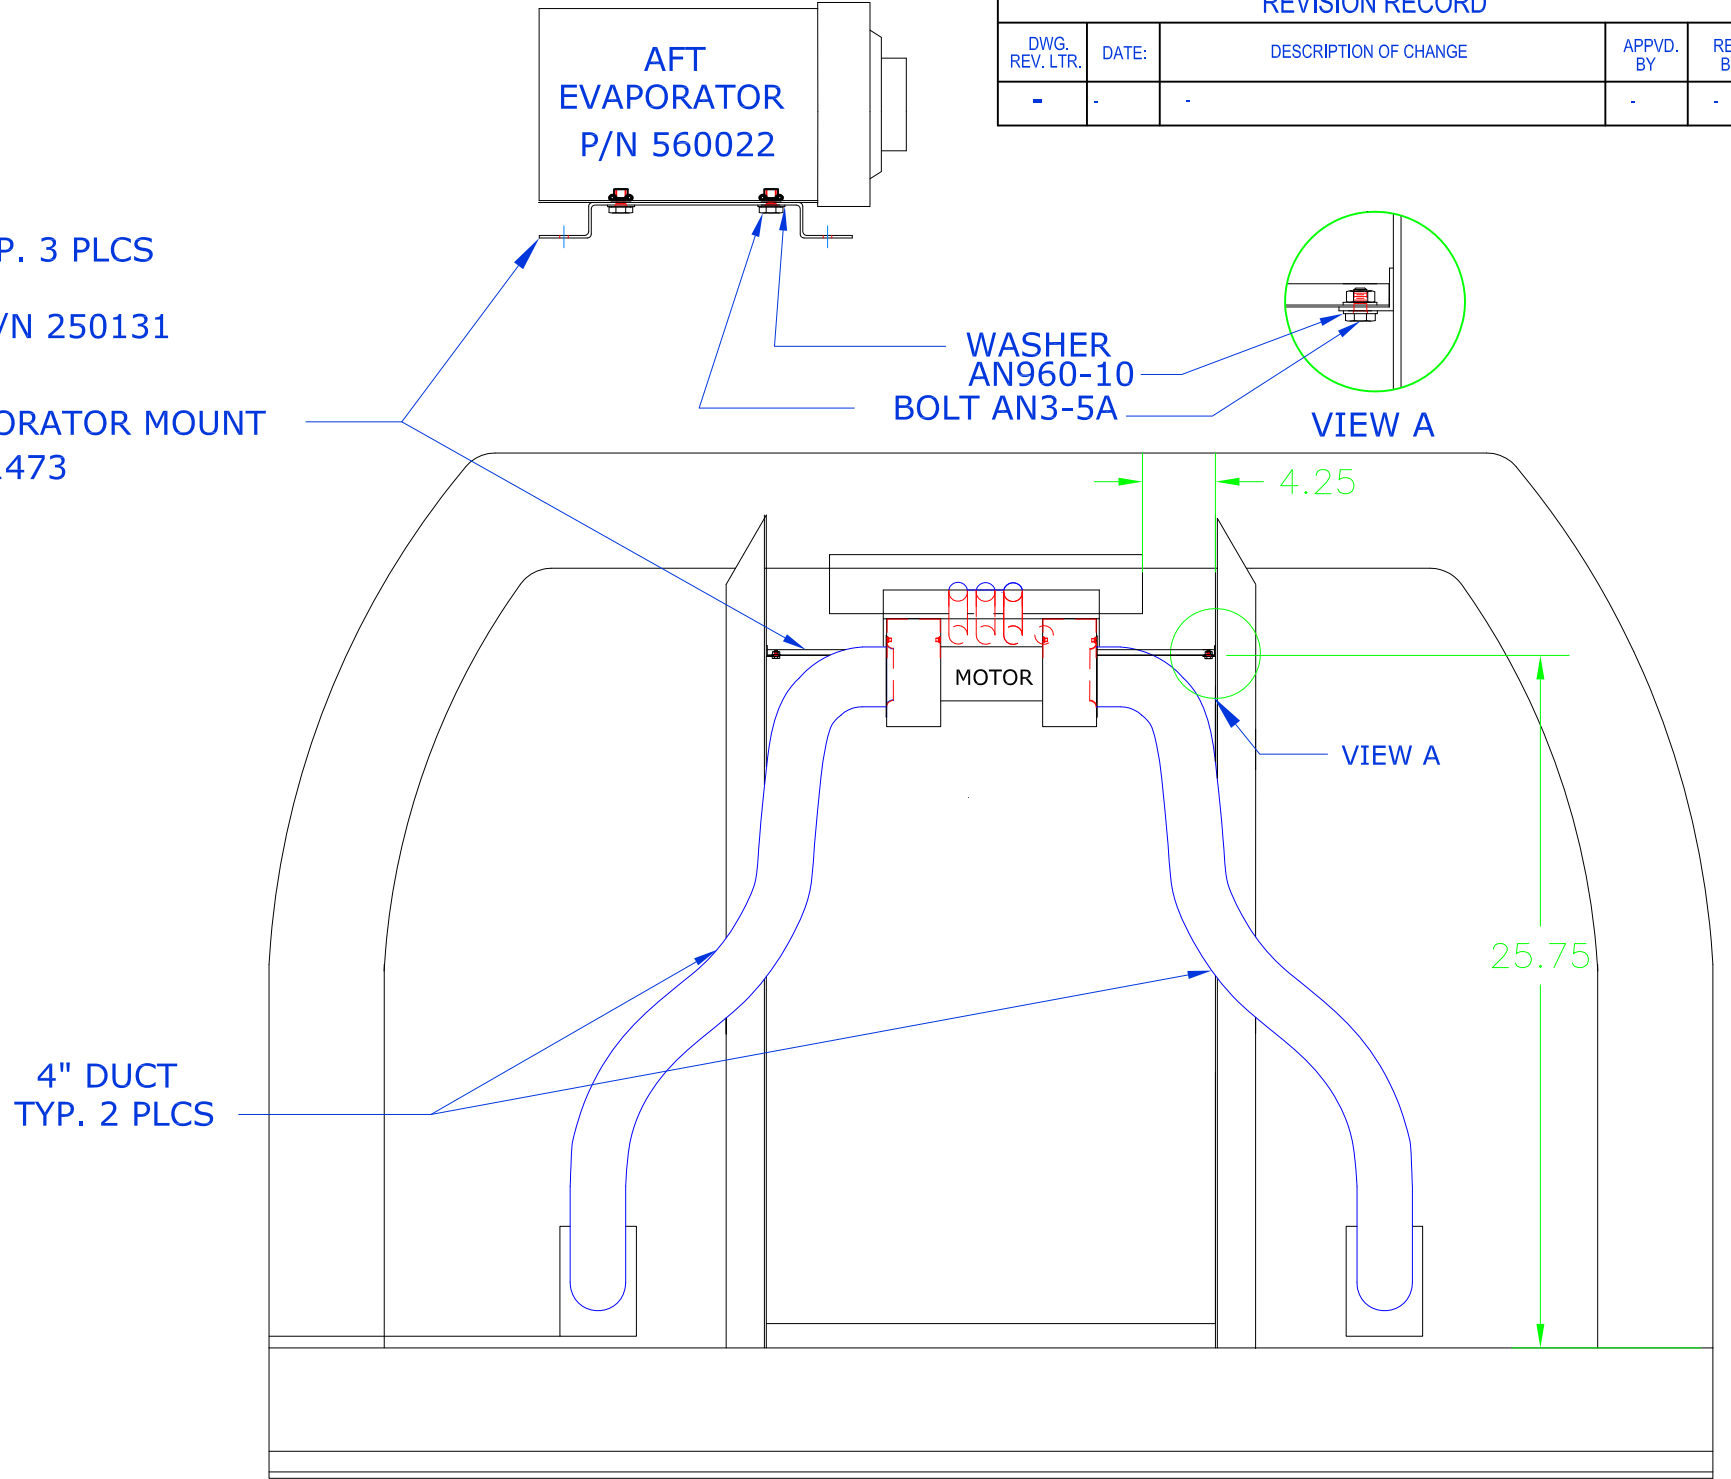 REVISION RECORD
DWG. REV. LTR.
DATE:
DESCRIPTION OF CHANGE
APPVD. BY
-
-
-
-
-
AFT
EVAPORATOR
P/N 560022
P. 3 PLCS
/N 250131
ORATOR MOUNT
1473
WASHER
AN960-10
BOLT AN3-5A
VIEW A
4.25
MOTOR
VIEW A
25.75
4" DUCT
TYP. 2 PLCS